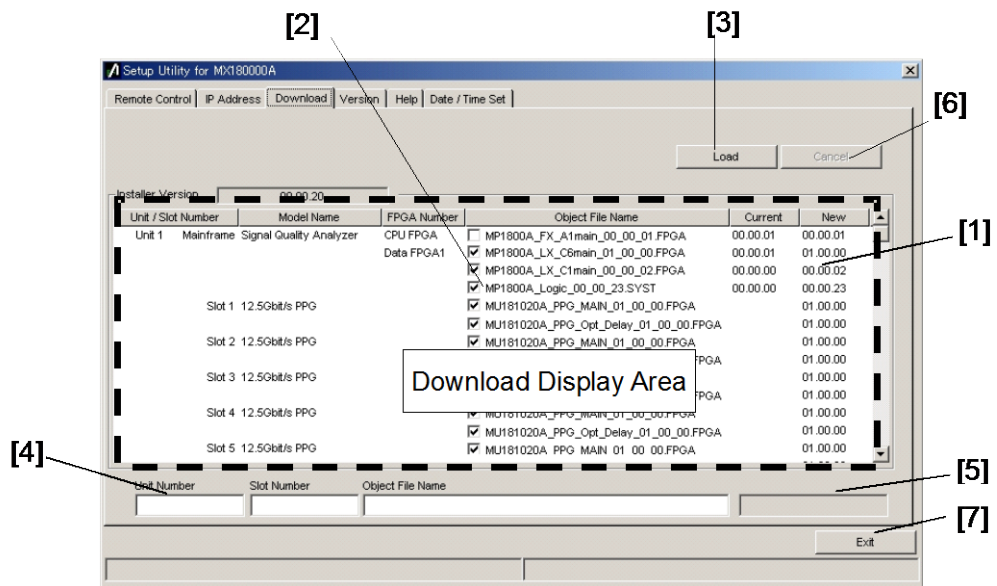 [2]
[3]
Setup Utility for MX180000A
Remote Control IP Address Download Version Help Date / Time Set
[6]
Load Cancel
Installer Version 00.00.20
Unit / Slot Number Model Name FPGA Number Object File Name Current New
Unit 1 Mainframe Signal Quality Analyzer CPU FPGA MP1800A_FX_A1main_00_00_01.FPGA 00.00.01 00.00.01
[1]
Data FPGA1 MP1800A_LX_C6main_01_00_00.FPGA 00.00.01 01.00.00
MP1800A_LX_C1main_00_00_02.FPGA 00.00.00 00.00.02
MP1800A_Logic_00_00_23.SYST 00.00.00 00.00.23
Slot 1 12.5Gbit/s PPG MU181020A_PPG_MAIN_01_00_00.FPGA 01.00.00
MU181020A_PPG_Opt_Delay_01_00_00.FPGA 01.00.00
Slot 2 12.5Gbit/s PPG MU181020A_PPG_MAIN_01_00_00.FPGA 01.00.00
FPGA 01.00.00
Slot 3 12.5Gbit/s PPG 01.00.00
Download Display Area
FPGA 01.00.00
Slot 4 12.5Gbit/s PPG MU181020A_PPG_MAIN_01_00_00.FPGA 01.00.00
MU181020A_PPG_Opt_Delay_01_00_00.FPGA 01.00.00
Slot 5 12.5Gbit/s PPG MU181020A_PPG_MAIN_01_00_00.FPGA 01.00.00
[4]
[5]
Unit Number Slot Number Object File Name
[7]
Exit